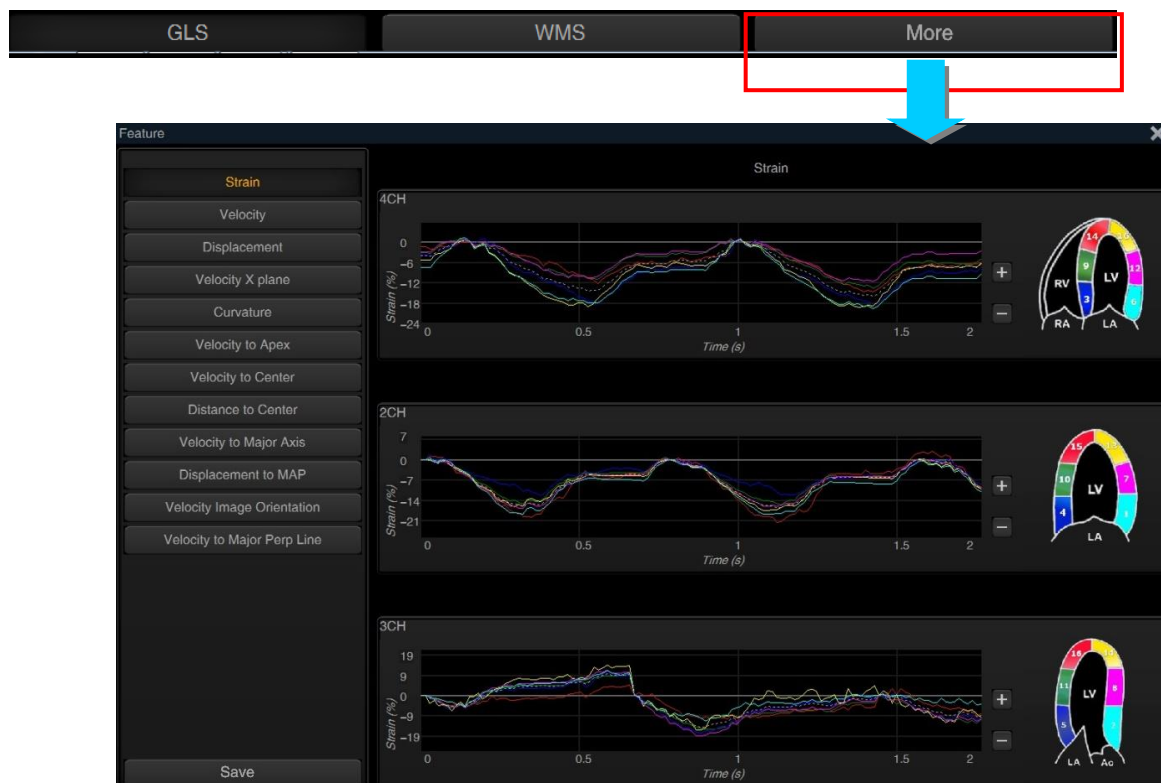 GLS WMS More
Feature
Strain
Velocity
Displacement
Velocity X plane
Curvature
Velocity to Apex
Velocity to Center
Distance to Center
Velocity to Major Axis
Displacement to MAP
Velocity Image Orientation
Velocity to Major Perp Line
Save
Strain
4CH
0
−6
−12
−18
−24
Strain (%)
0 0.5 1 1.5 2
Time (s)
+
−
14
9 12
RV LV
3 6
RA LA
2CH
7
0
−7
−14
−21
Strain (%)
0 0.5 1 1.5 2
Time (s)
+
−
15
10 7
LV
4
LA
3CH
19
9
0
−9
−19
Strain (%)
0 0.5 1 1.5 2
Time (s)
+
−
16
11 LV 8
5
LA Ao